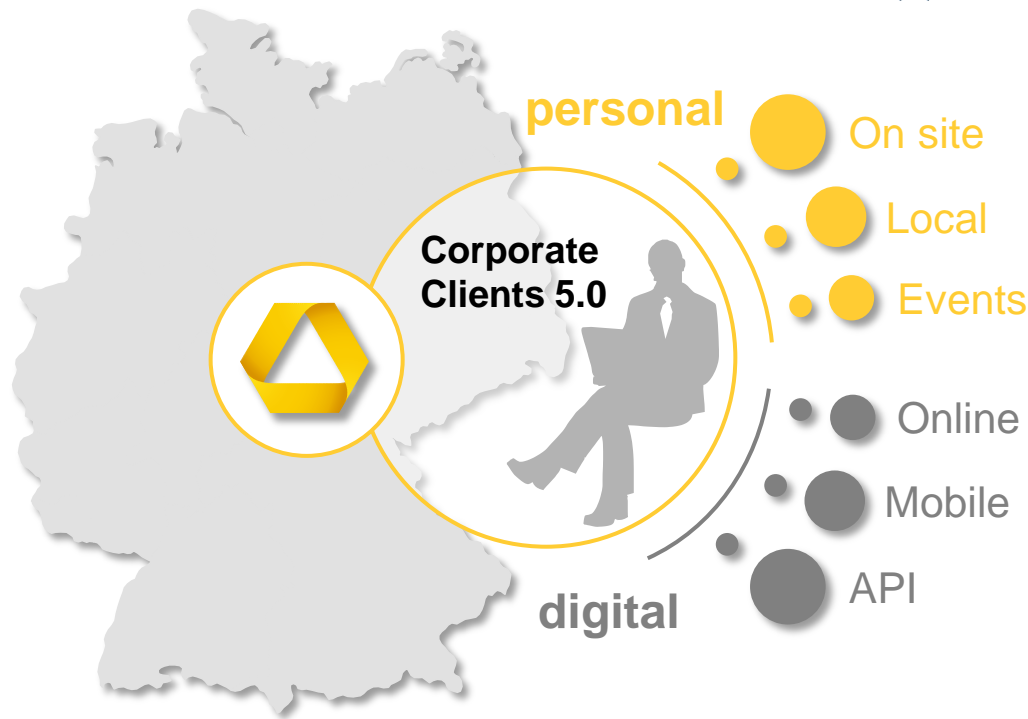 personal
On site
Local
Events
Corporate
Clients 5.0
Online
Mobile
API
digital